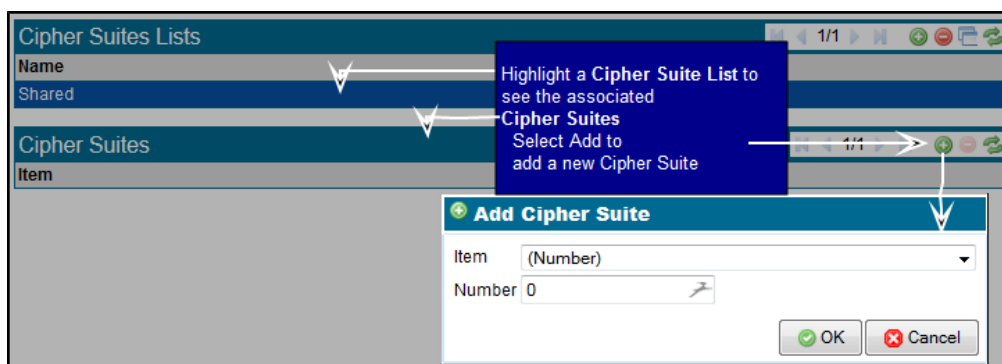 Cipher Suites Lists
1/1
Name
Highlight a Cipher Suite List to
see the associated
Cipher Suites
Select Add to
add a new Cipher Suite
Shared
Cipher Suites
1/1
Item
Add Cipher Suite
Item (Number)
Number 0
OK Cancel